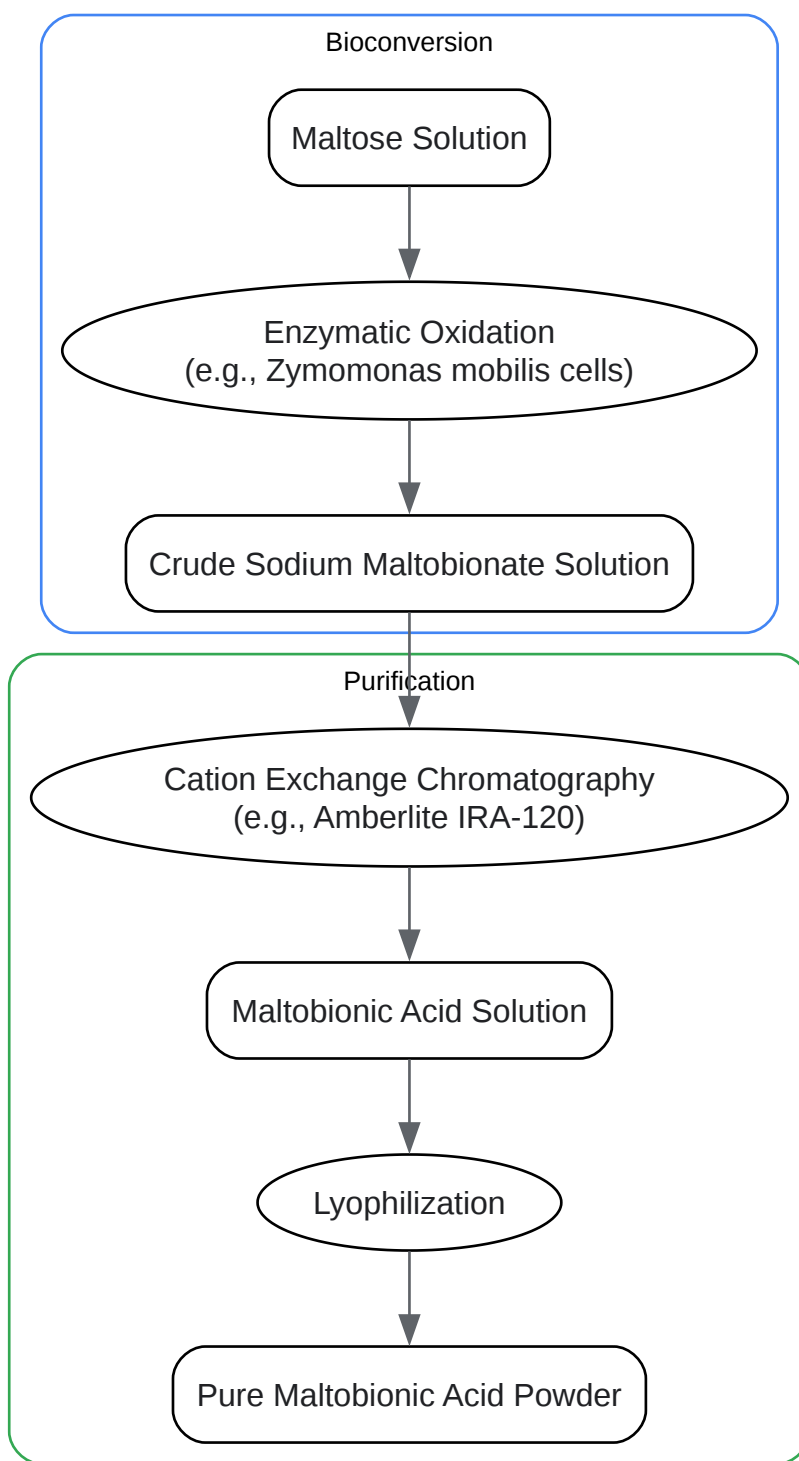 Bioconversion
Maltose Solution
Enzymatic Oxidation
(e.g., Zymomonas mobilis cells)
Crude Sodium Maltobionate Solution
Purification
Cation Exchange Chromatography
(e.g., Amberlite IRA-120)
Maltobionic Acid Solution
Lyophilization
Pure Maltobionic Acid Powder